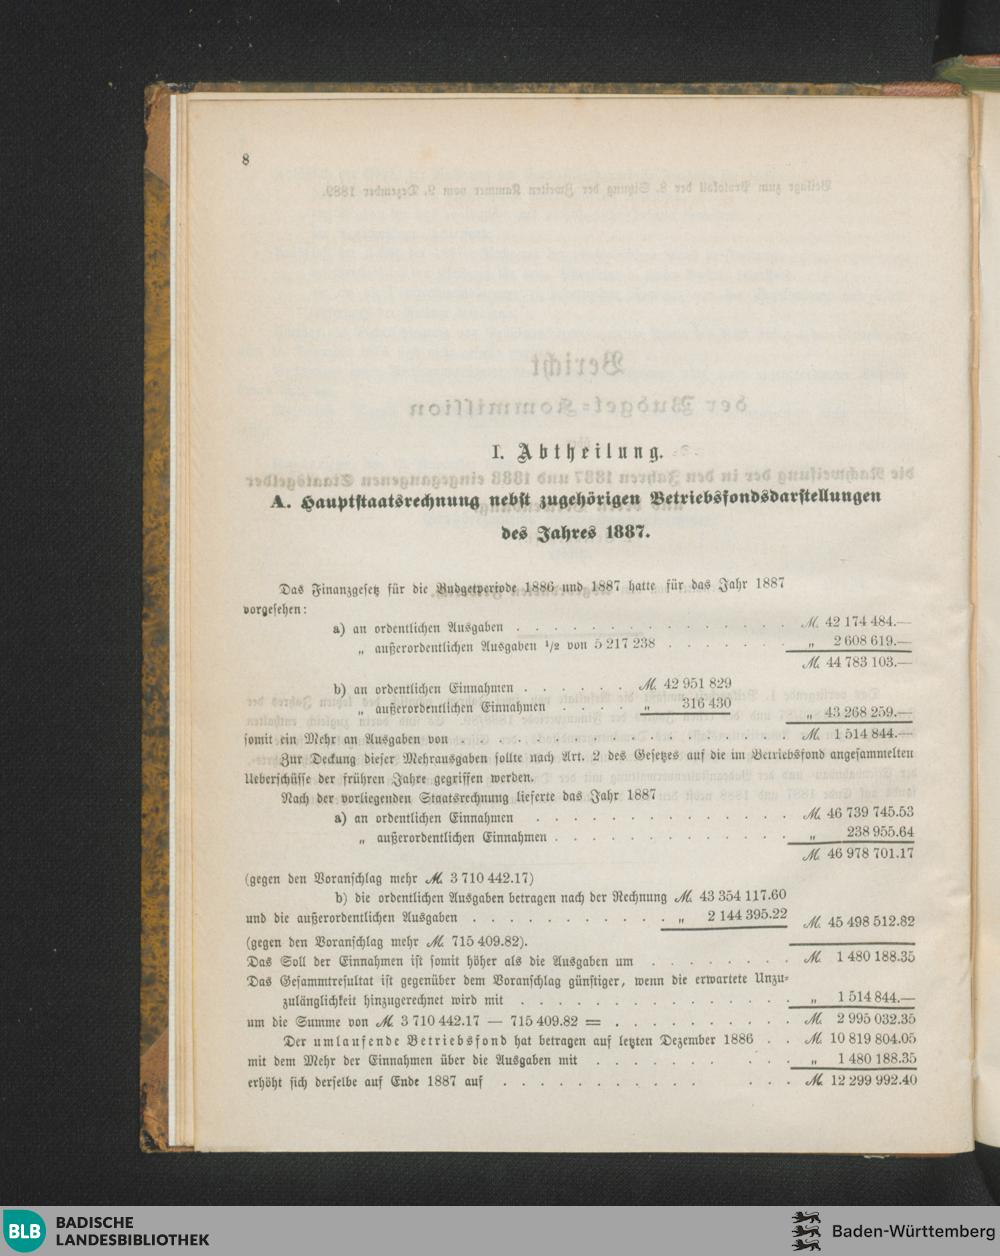 8
I. Abtheilung.
A. Hauptstaatsrechnung nebst zugehörigen Betriebsfondsdarstellungen
des Jahres 1887.
Das Finanzgesetz für die Budgetperiode 1886 und 1887 hatte für das Jahr 1887
vorgesehen:
a) an ordentlichen Ausgaben . . . . . . . . . . . . . . . M. 42 174 484.—
„ außerordentlichen Ausgaben 1/2 von 5 217 238 . . . . . . . „ 2 608 619.—
M. 44 783 103.—
b) an ordentlichen Einnahmen . . . . . . M. 42 951 829
„ außerordentlichen Einnahmen . . . . „ 316 430
„ 43 268 259.—
somit ein Mehr an Ausgaben von . . . . . . . . . . . . . . . . M. 1 514 844.—
Zur Deckung dieser Mehrausgaben sollte nach Art. 2 des Gesetzes auf die im Betriebsfond angesammelten
Ueberschüsse der frühren Jahre gegriffen werden.
Nach der vorliegenden Staatsrechnung lieferte das Jahr 1887
a) an ordentlichen Einnahmen . . . . . . . . . . . . . . M. 46 739 745.53
„ außerordentlichen Einnahmen . . . . . . . . . . . . . „ 238 955.64
M. 46 978 701.17
(gegen den Voranschlag mehr M. 3 710 442.17)
b) die ordentlichen Ausgaben betragen nach der Rechnung M. 43 354 117.60
und die außerordentlichen Ausgaben . . . . . . . . . . . „ 2 144 395.22
M. 45 498 512.82
(gegen den Voranschlag mehr M. 715 409.82).
Das Soll der Einnahmen ist somit höher als die Ausgaben um . . . . . . . . M. 1 480 188.35
Das Gesammtresultat ist gegenüber dem Voranschlag günstiger, wenn die erwartete Unzu-
zulänglichkeit hinzugerechnet wird mit . . . . . . . . . . . . . . . „ 1 514 844.—
um die Summe von M. 3 710 442.17 — 715 409.82 = . . . . . . . . . . M. 2 995 032.35
Der umlaufende Betriebsfond hat betragen auf letzten Dezember 1886 . . M. 10 819 804.05
mit dem Mehr der Einnahmen über die Ausgaben mit . . . . . . . . . „ 1 480 188.35
erhöht sich derselbe auf Ende 1887 auf . . . . . . . . . . . . . . M. 12 299 992.40
BLB BADISCHE
LANDESBIBLIOTHEK
Baden-Württemberg